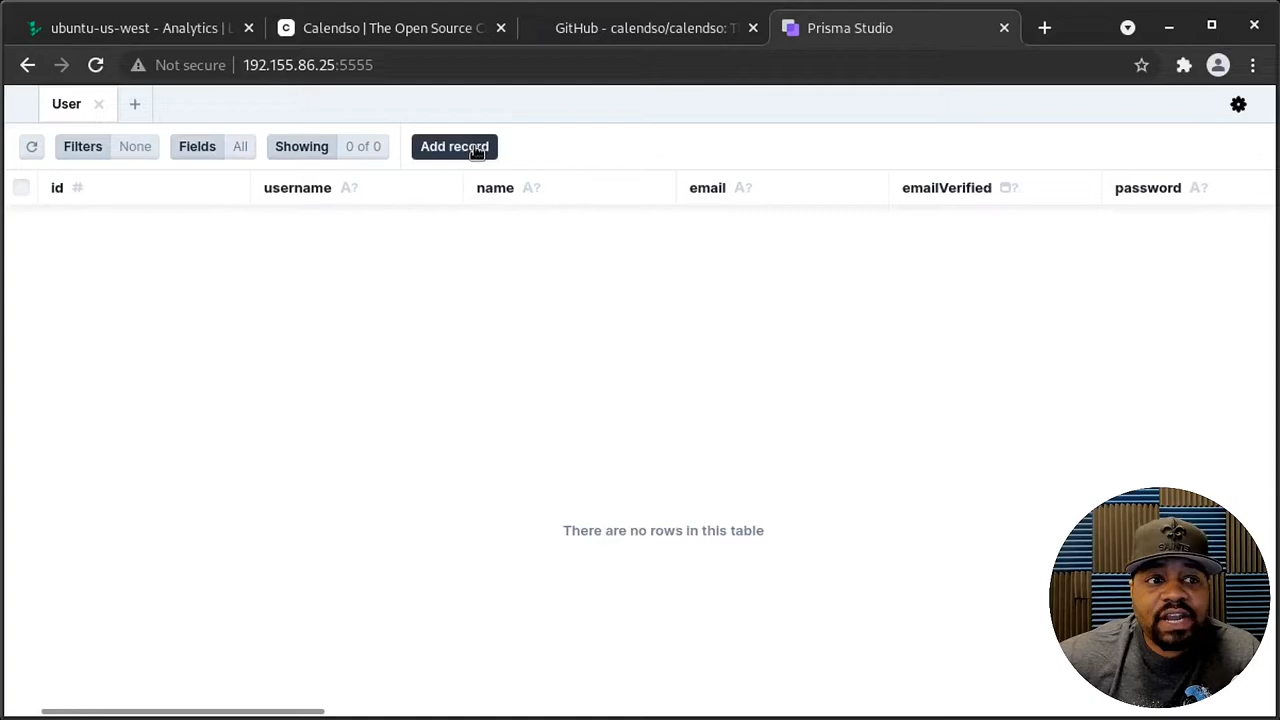 ubuntu-us-west - Analytics | L
Calendso | The Open Source C
GitHub - calendso/calendso: Th
Prisma Studio
Not secure
192.155.86.25:5555
User
Filters None
Fields All
Showing 0 of 0
Add record
id #
username A?
name A?
email A?
emailVerified ?
password A?
There are no rows in this table
SAINTS